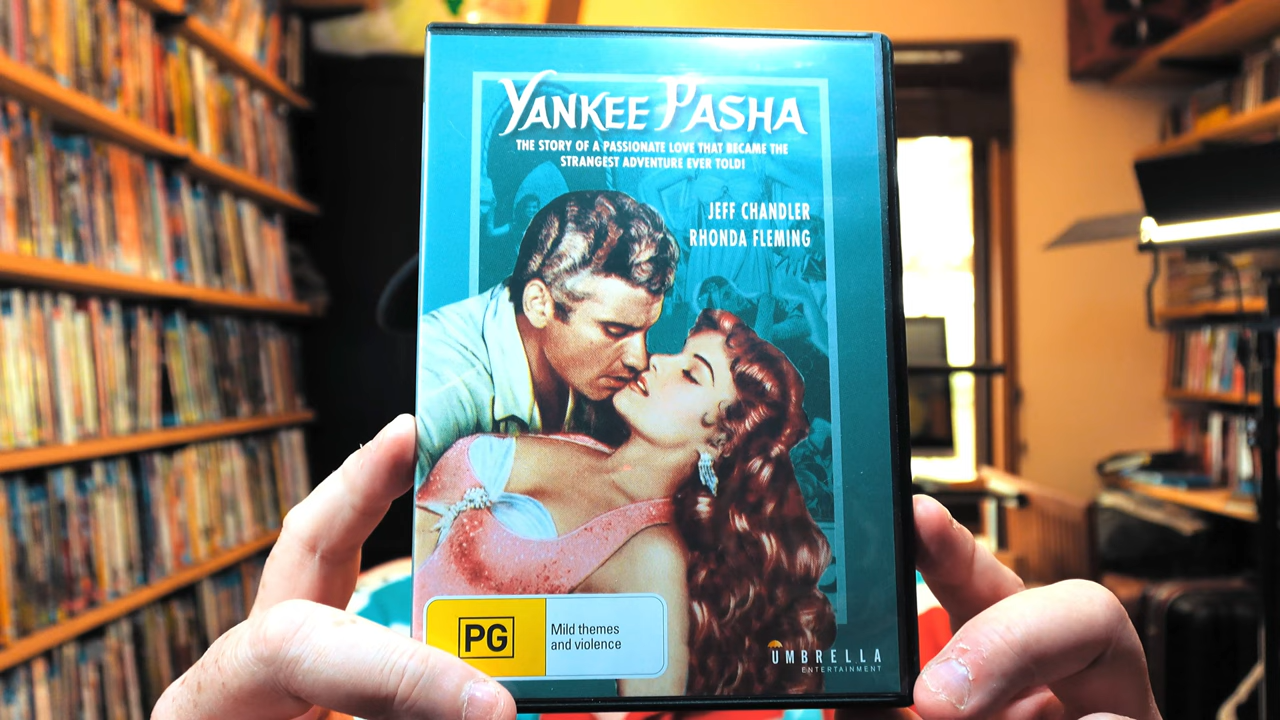 YANKEE PASHA
THE STORY OF A PASSIONATE LOVE THAT BECAME THE
STRANGEST ADVENTURE EVER TOLD!
JEFF CHANDLER
RHONDA FLEMING
PG
Mild themes
and violence
UMBRELLA
ENTERTAINMENT